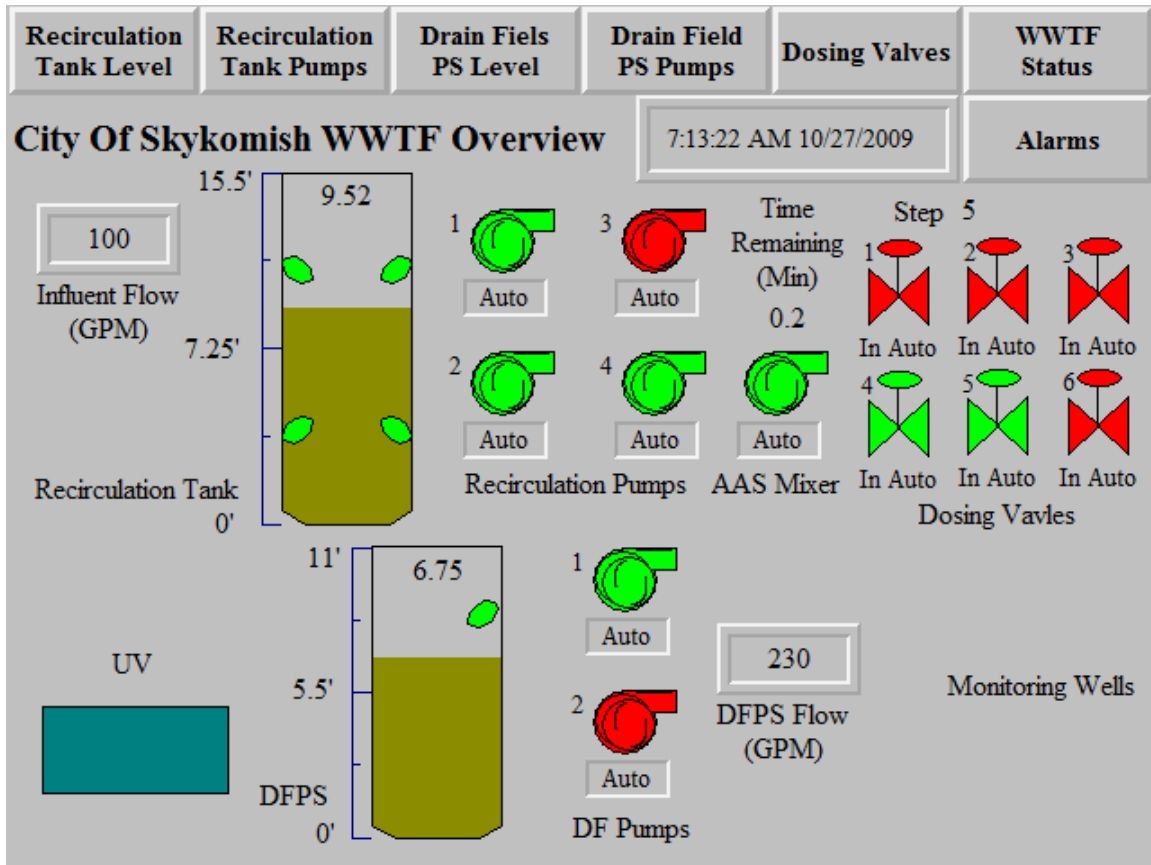 Recirculation
Tank Level
Recirculation
Tank Pumps
Drain Fiels
PS Level
Drain Field
PS Pumps
Dosing Valves
WWTF
Status
City Of Skykomish WWTF Overview
7:13:22 AM 10/27/2009
Alarms
100
Influent Flow
(GPM)
15.5'
9.52
7.25'
0'
Recirculation Tank
1
Auto
3
Auto
2
Auto
4
Auto
Recirculation Pumps
Time
Remaining
(Min)
0.2
Auto
AAS Mixer
Step 5
1
In Auto
2
In Auto
3
In Auto
4
In Auto
5
In Auto
6
In Auto
Dosing Vavles
UV
11'
6.75
5.5'
0'
DFPS
1
Auto
2
Auto
DF Pumps
230
DFPS Flow
(GPM)
Monitoring Wells